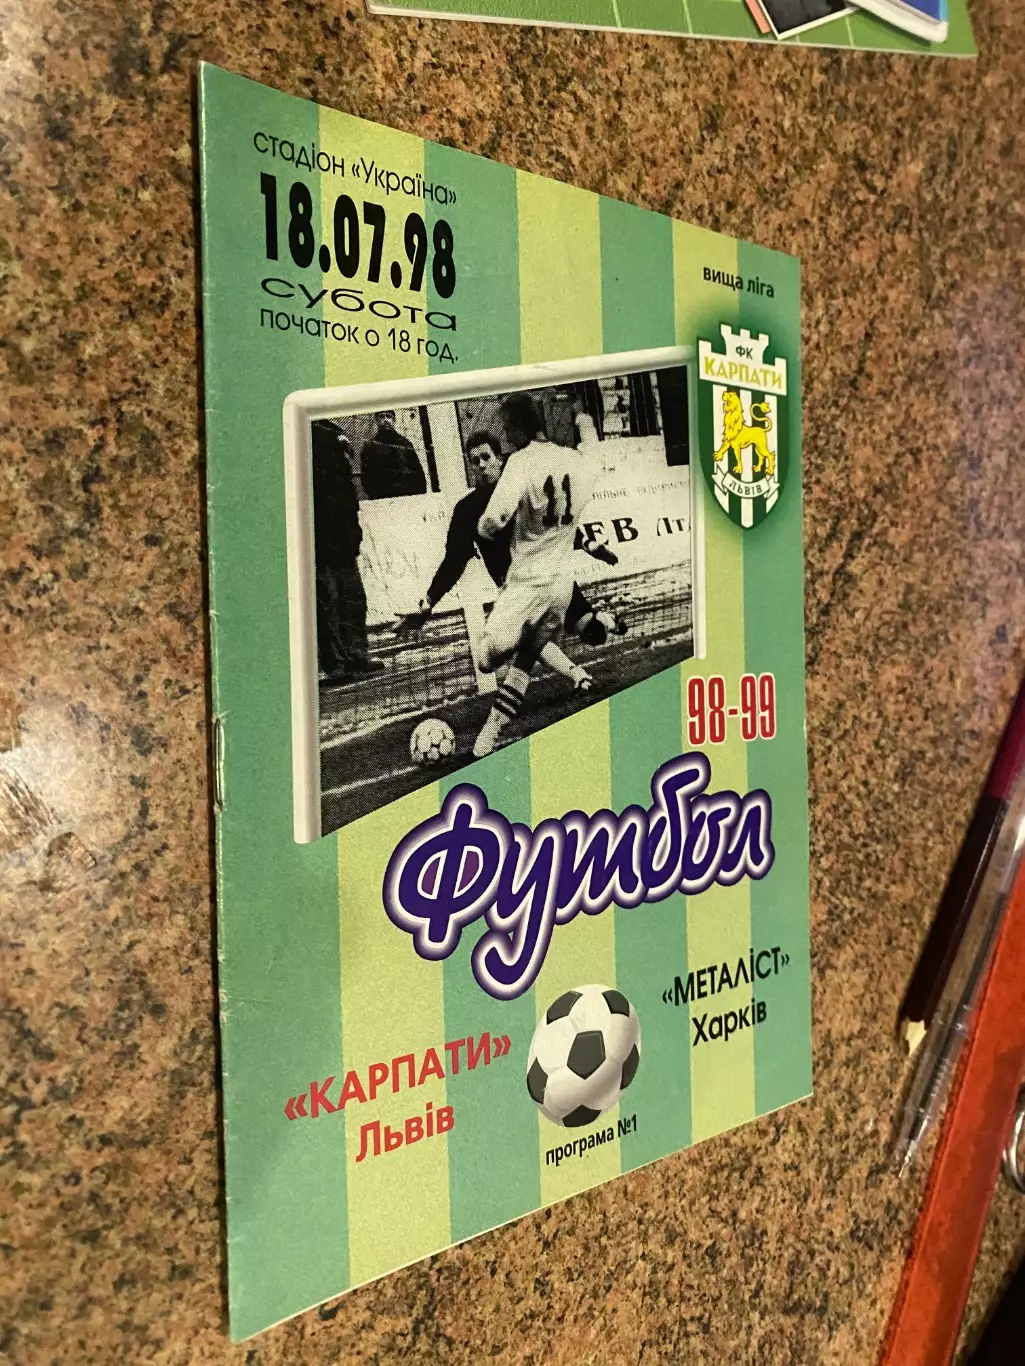 стадіон «Україна»
18.07.98
субота
початок о 18 год.
вища ліга
ФК
КАРПАТИ
ЛЬВІВ
11
98-99
Футбол
«КАРПАТИ»
Львів
«МЕТАЛІСТ»
Харків
програма №1